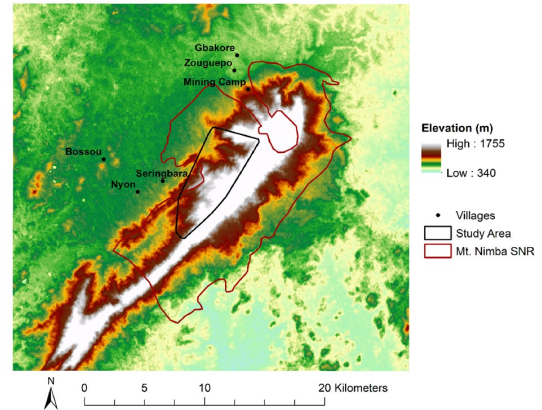 Gbakore
Zouguepo
Mining Camp
Bossou
Seringbara
Nyon
Elevation (m)
High : 1755
Low : 340
Villages
Study Area
Mt. Nimba SNR
N
0 5 10 20 Kilometers